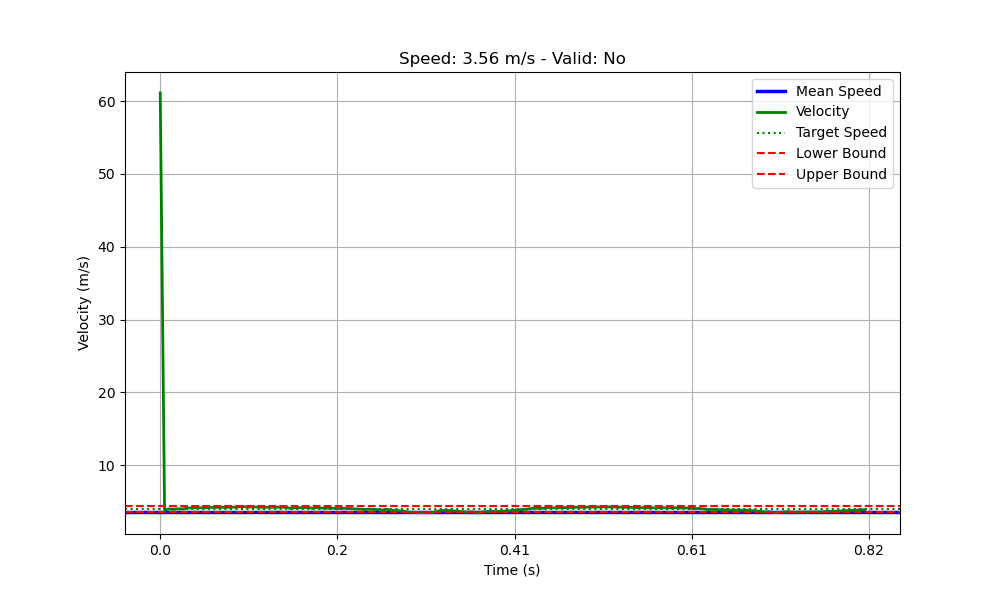 Speed: 3.56 m/s - Valid: No
Mean Speed
Velocity
Target Speed
Lower Bound
Upper Bound
60
50
40
30
20
10
Velocity (m/s)
0.0 0.2 0.41 0.61 0.82
Time (s)